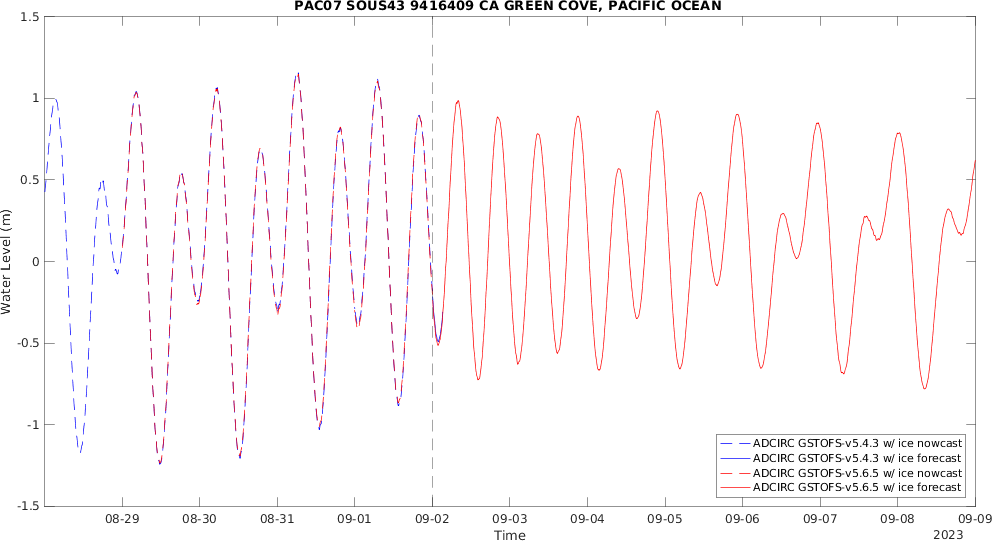 PAC07 SOUS43 9416409 CA GREEN COVE, PACIFIC OCEAN
1.5
1
0.5
0
-0.5
-1
-1.5
Water Level (m)
ADCIRC GSTOFS-v5.4.3 w/ ice nowcast
ADCIRC GSTOFS-v5.4.3 w/ ice forecast
ADCIRC GSTOFS-v5.6.5 w/ ice nowcast
ADCIRC GSTOFS-v5.6.5 w/ ice forecast
08-29 08-30 08-31 09-01 09-02 09-03 09-04 09-05 09-06 09-07 09-08 09-09
Time
2023